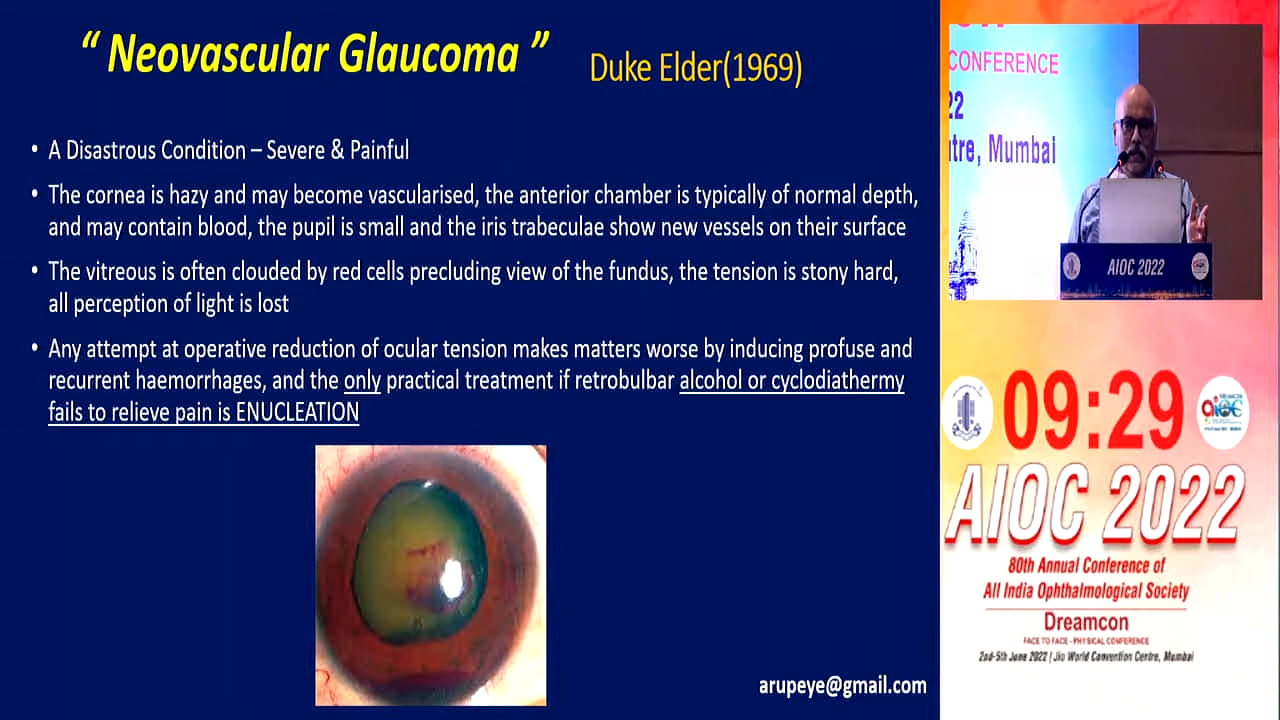 “ Neovascular Glaucoma ”
Duke Elder(1969)
• A Disastrous Condition – Severe & Painful
• The cornea is hazy and may become vascularised, the anterior chamber is typically of normal depth,
and may contain blood, the pupil is small and the iris trabeculae show new vessels on their surface
• The vitreous is often clouded by red cells precluding view of the fundus, the tension is stony hard,
all perception of light is lost
• Any attempt at operative reduction of ocular tension makes matters worse by inducing profuse and
recurrent haemorrhages, and the only practical treatment if retrobulbar alcohol or cyclodiathermy
fails to relieve pain is ENUCLEATION
arupeye@gmail.com
CONFERENCE
22
tre, Mumbai
AIOC 2022
09:29
AIOC 2022
80th Annual Conference of
All India Ophthalmological Society
Dreamcon
FACE TO FACE - PHYSICAL CONFERENCE
2nd-5th June 2022 | Jio World Convention Centre, Mumbai